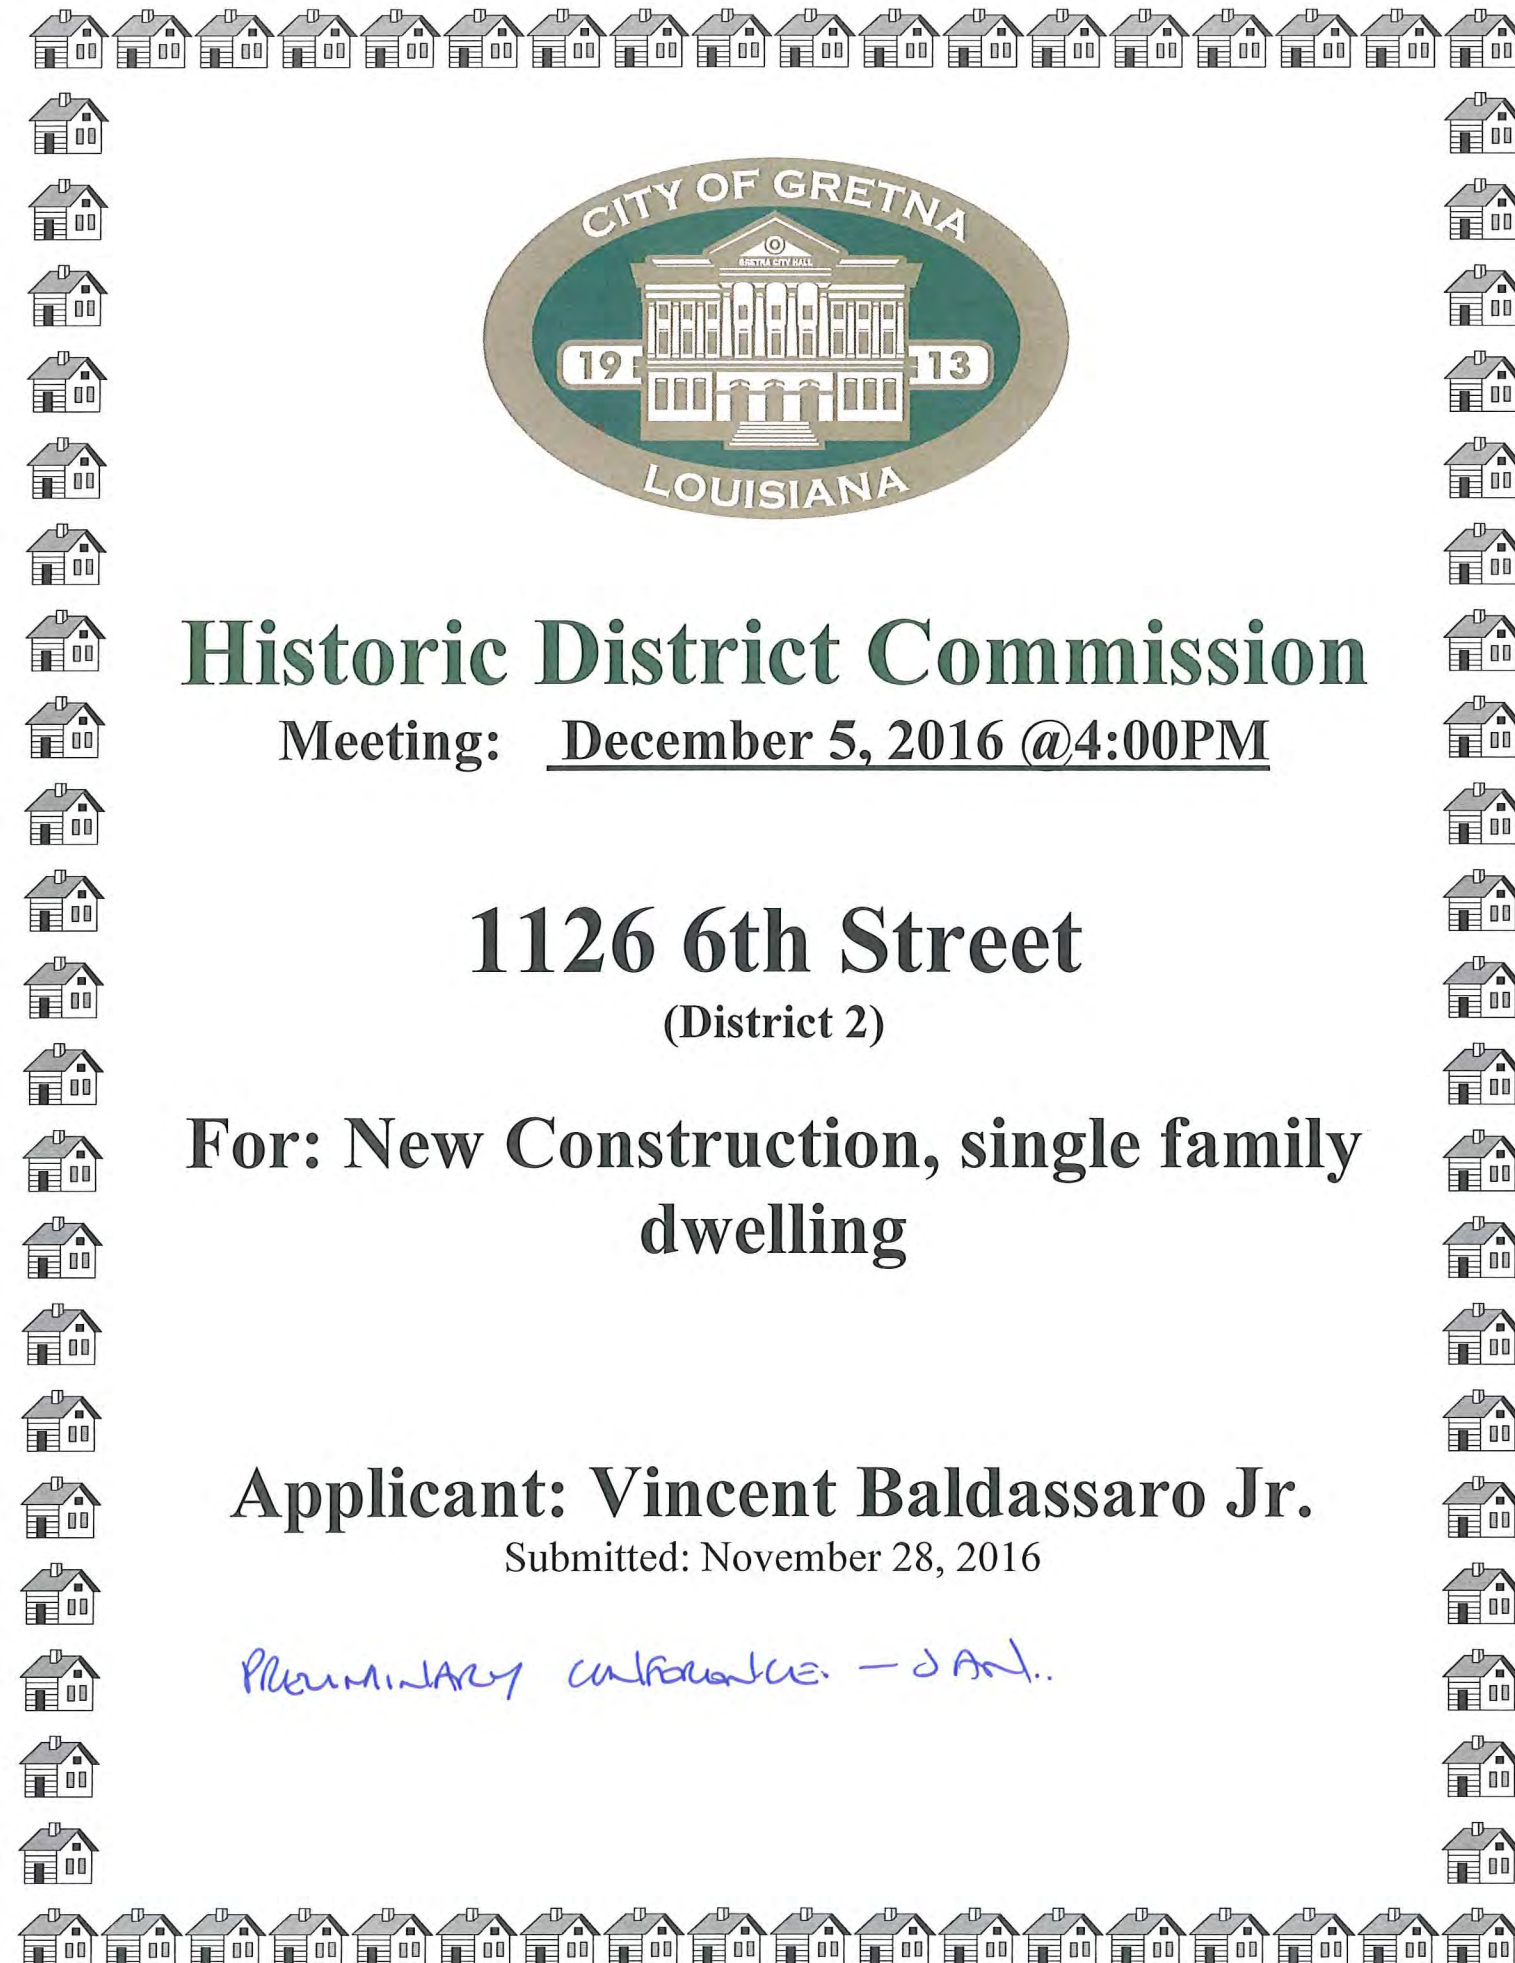 CITY OF GRETNA
GRETNA CITY HALL
19 13
LOUISIANA
Historic District Commission
Meeting: December 5, 2016 @4:00PM
1126 6th Street
(District 2)
For: New Construction, single family
dwelling
Applicant: Vincent Baldassaro Jr.
Submitted: November 28, 2016
PRELIMINARY CONFERENCE. – JAN..